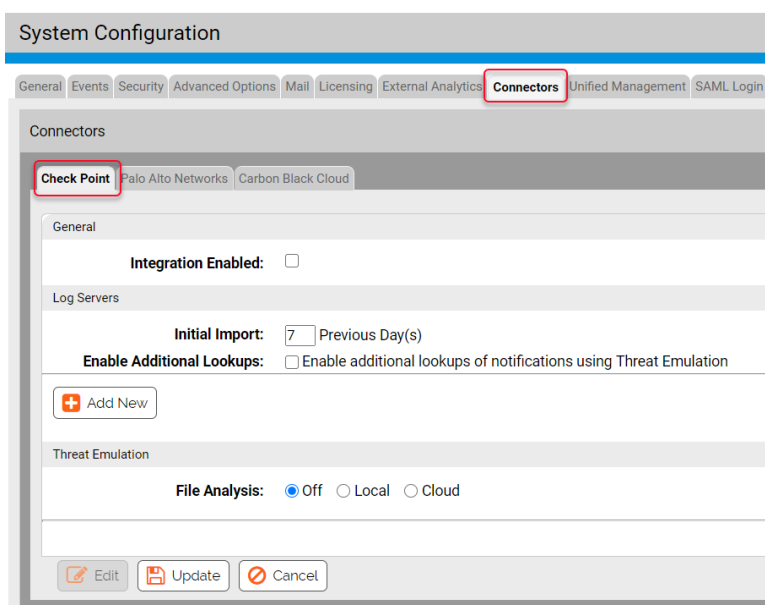 System Configuration
General Events Security Advanced Options Mail Licensing External Analytics Connectors Unified Management SAML Login
Connectors
Check Point Palo Alto Networks Carbon Black Cloud
General
Integration Enabled:
Log Servers
Initial Import: 7 Previous Day(s)
Enable Additional Lookups: Enable additional lookups of notifications using Threat Emulation
Add New
Threat Emulation
File Analysis: Off Local Cloud
Edit Update Cancel